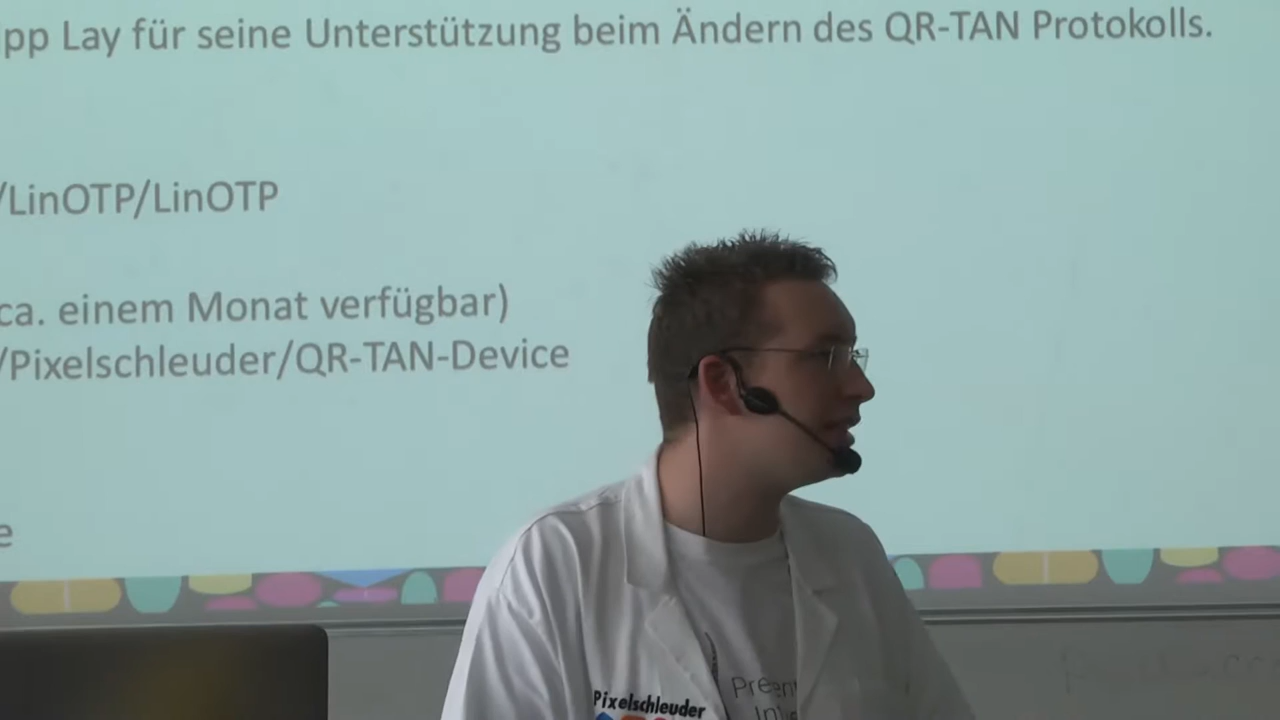 pp Lay für seine Unterstützung beim Ändern des QR-TAN Protokolls.
/LinOTP/LinOTP
ca. einem Monat verfügbar)
/Pixelschleuder/QR-TAN-Device
e
Pixelschleuder